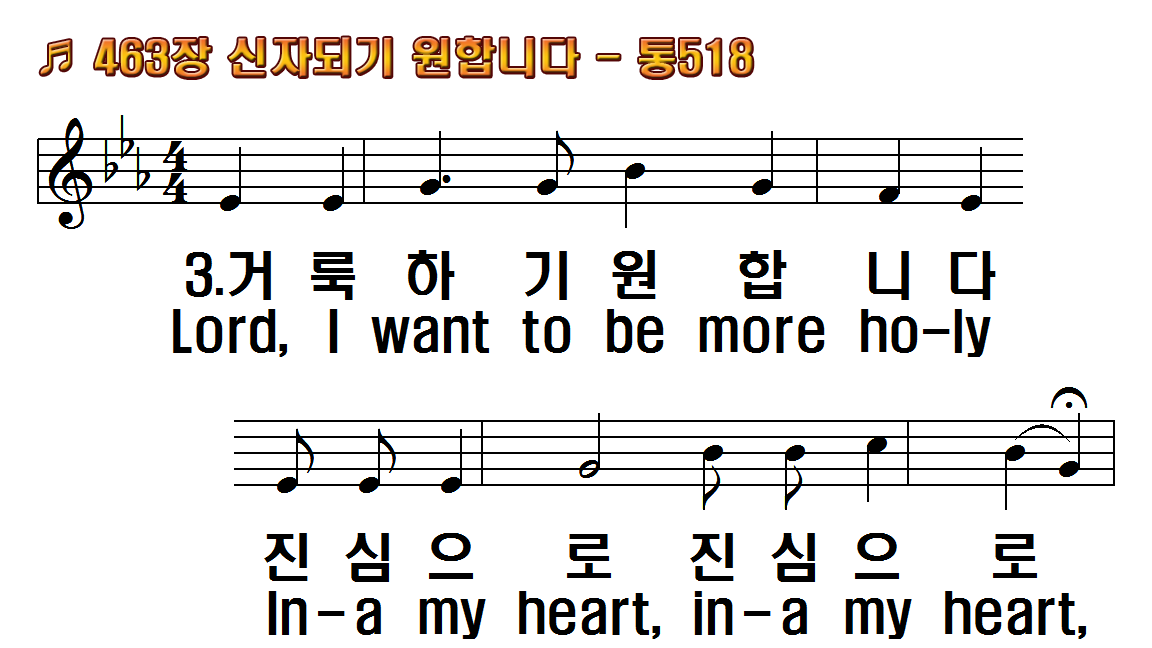 463장 신자되기 원합니다 - 통518
3.거 룩 하 기 원 합 니 다
Lord, I want to be more ho-ly
진 심 으 로 진 심 으 로
In-a my heart, in-a my heart,